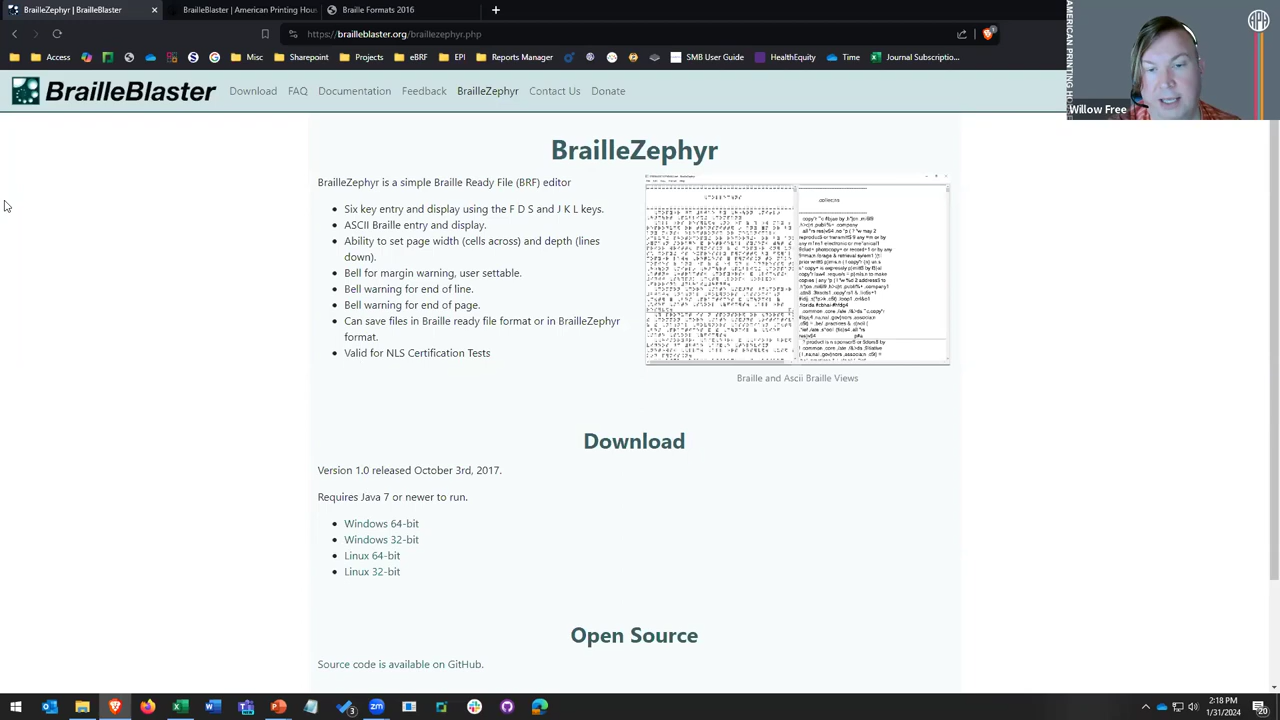 BrailleZephyr | BrailleBlaster
BrailleBlaster | American Printing Hou
Braille Formats 2016
https://brailleblaster.org/braillezephyr.php
Access
Misc
Sharepoint
Projects
eBRF
EPI
Reports Manager
SMB User Guide
HealthEquity
Time
Journal Subscriptio...
AMERICAN PRINTING HO
APH
Willow Free
BrailleBlaster
Download FAQ Documentation Feedback BrailleZephyr Contact Us Donate
BrailleZephyr
BrailleZephyr is a simple Braille Ready File (BRF) editor
Six key entry and display using the F D S and J K L keys.
ASCII Braille entry and display.
Ability to set page width (cells across) and depth (lines
down).
Bell for margin warning, user settable.
Bell warning for end of line.
Bell warning for end of page.
Can save files in Braille ready file format or in BrailleZephyr
format.
Valid for NLS Certification Tests
Braille and Ascii Braille Views
Download
Version 1.0 released October 3rd, 2017.
Requires Java 7 or newer to run.
Windows 64-bit
Windows 32-bit
Linux 64-bit
Linux 32-bit
Open Source
Source code is available on GitHub.
2:18 PM
1/31/2024